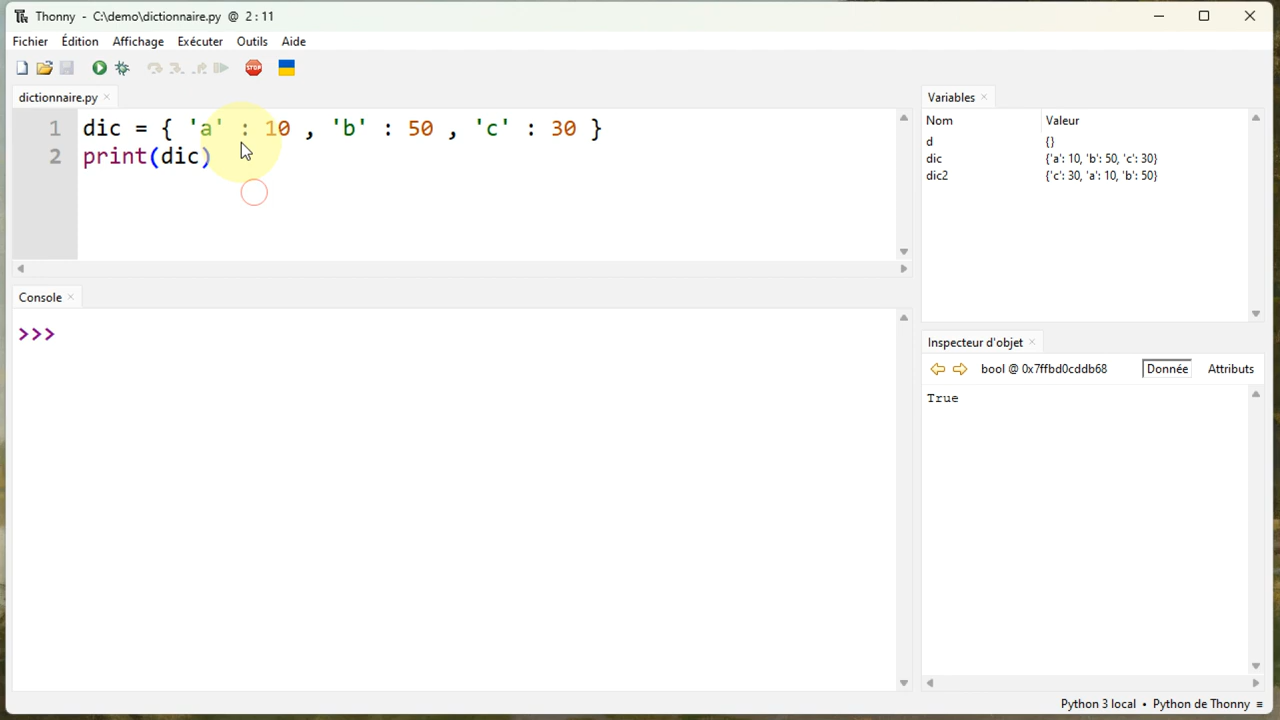 Thonny - C:\demo\dictionnaire.py @ 2 : 11
Fichier Édition Affichage Exécuter Outils Aide
STOP
dictionnaire.py ×
1 dic = { 'a' : 10 , 'b' : 50 , 'c' : 30 }
2 print(dic)
Console ×
>>>
Variables ×
Nom Valeur
d {}
dic {'a': 10, 'b': 50, 'c': 30}
dic2 {'c': 30, 'a': 10, 'b': 50}
Inspecteur d'objet ×
bool @ 0x7ffbd0cddb68 Donnée Attributs
True
Python 3 local • Python de Thonny ≡